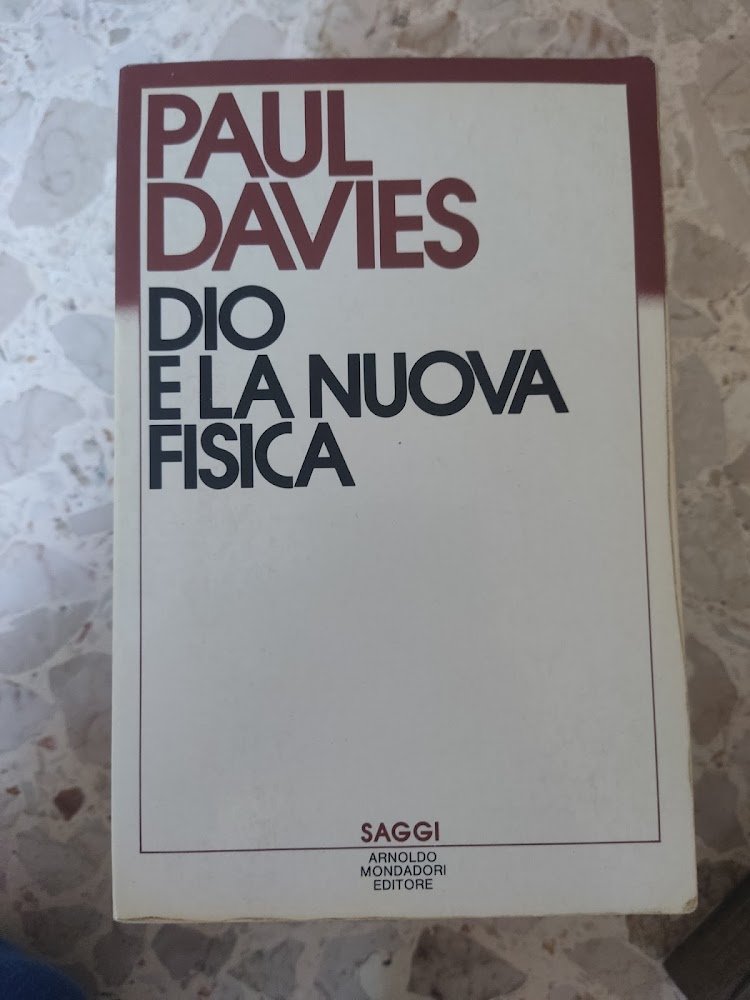 PAUL
DAVIES
DIO
E LA NUOVA
FISICA
SAGGI
ARNOLDO
MONDADORI
EDITORE